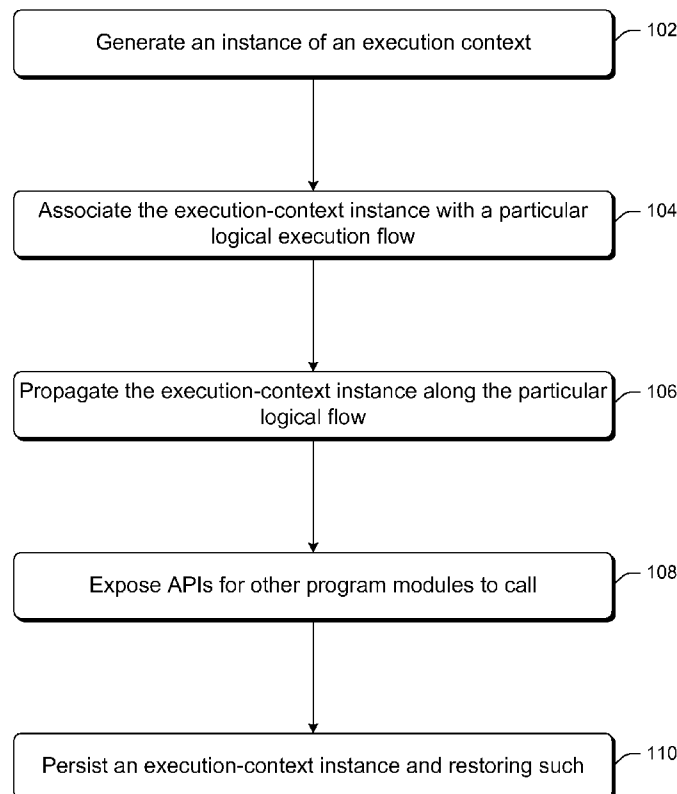 Generate an instance of an execution context
102
Associate the execution-context instance with a particular
logical execution flow
104
Propagate the execution-context instance along the particular
logical flow
106
Expose APIs for other program modules to call
108
Persist an execution-context instance and restoring such
110